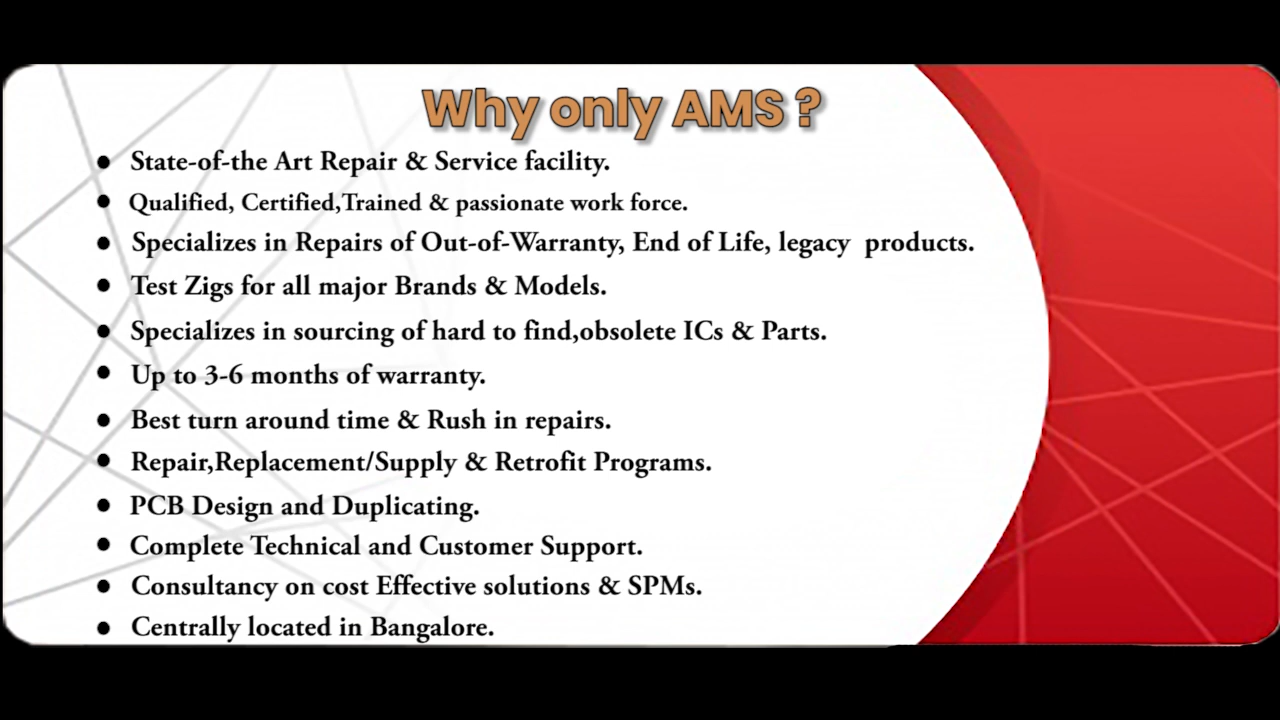 Why only AMS ?
● State-of-the Art Repair & Service facility.
● Qualified, Certified,Trained & passionate work force.
● Specializes in Repairs of Out-of-Warranty, End of Life, legacy  products.
● Test Zigs for all major Brands & Models.
● Specializes in sourcing of hard to find,obsolete ICs & Parts.
● Up to 3-6 months of warranty.
● Best turn around time & Rush in repairs.
● Repair,Replacement/Supply & Retrofit Programs.
● PCB Design and Duplicating.
● Complete Technical and Customer Support.
● Consultancy on cost Effective solutions & SPMs.
● Centrally located in Bangalore.